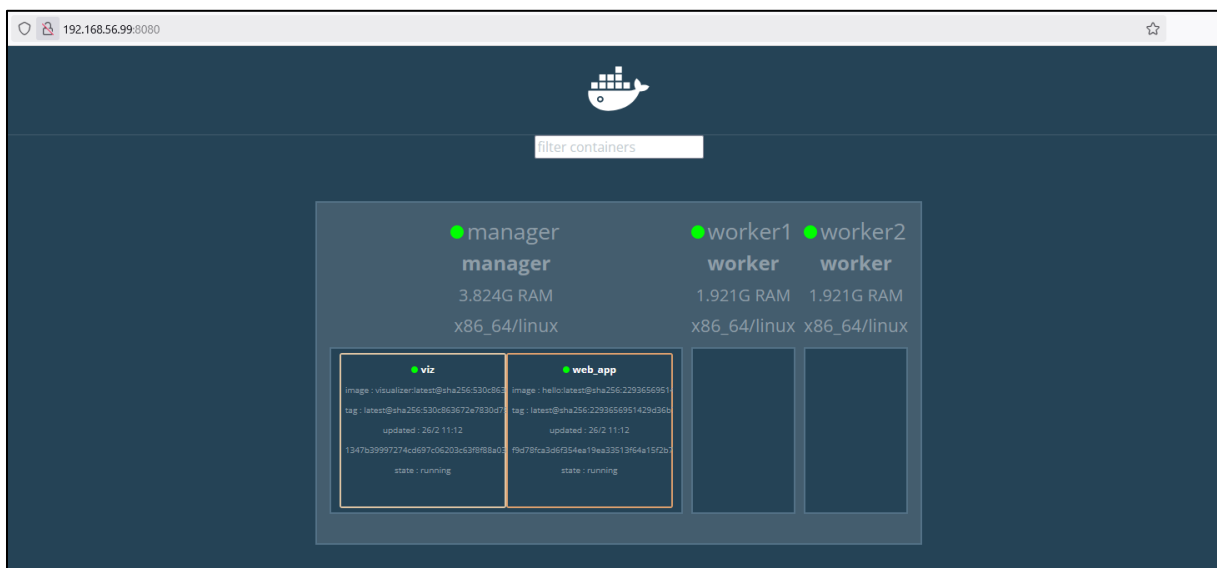 192.168.56.99:8080
filter containers
manager
manager
3.824G RAM
x86_64/linux
worker1
worker
1.921G RAM
x86_64/linux
worker2
worker
1.921G RAM
x86_64/linux
viz
image : visualizer:latest@sha256:530c863
tag : latest@sha256:530c863672e7830d7
updated : 26/2 11:12
1347b39997274cd697c06203c63f8f88a03
state : running
web_app
image : hello:latest@sha256:2293656951
tag : latest@sha256:2293656951429d36b
updated : 26/2 11:12
f9d78fca3d6f354ea19ea33513f64a15f2b7
state : running